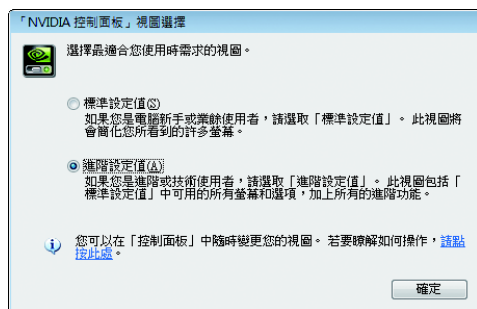 「NVIDIA 控制面板」視圖選擇
選擇最適合您使用時需求的視圖。
標準設定值(S)
如果您是電腦新手或業餘使用者，請選取「標準設定值」。 此視圖將
會簡化您所看到的許多螢幕。
進階設定值(A)
如果您是進階或技術使用者，請選取「進階設定值」。 此視圖包括「
標準設定值」中可用的所有螢幕和選項，加上所有的進階功能。
您可以在「控制面板」中隨時變更您的視圖。 若要瞭解如何操作，請點
按此處。
確定